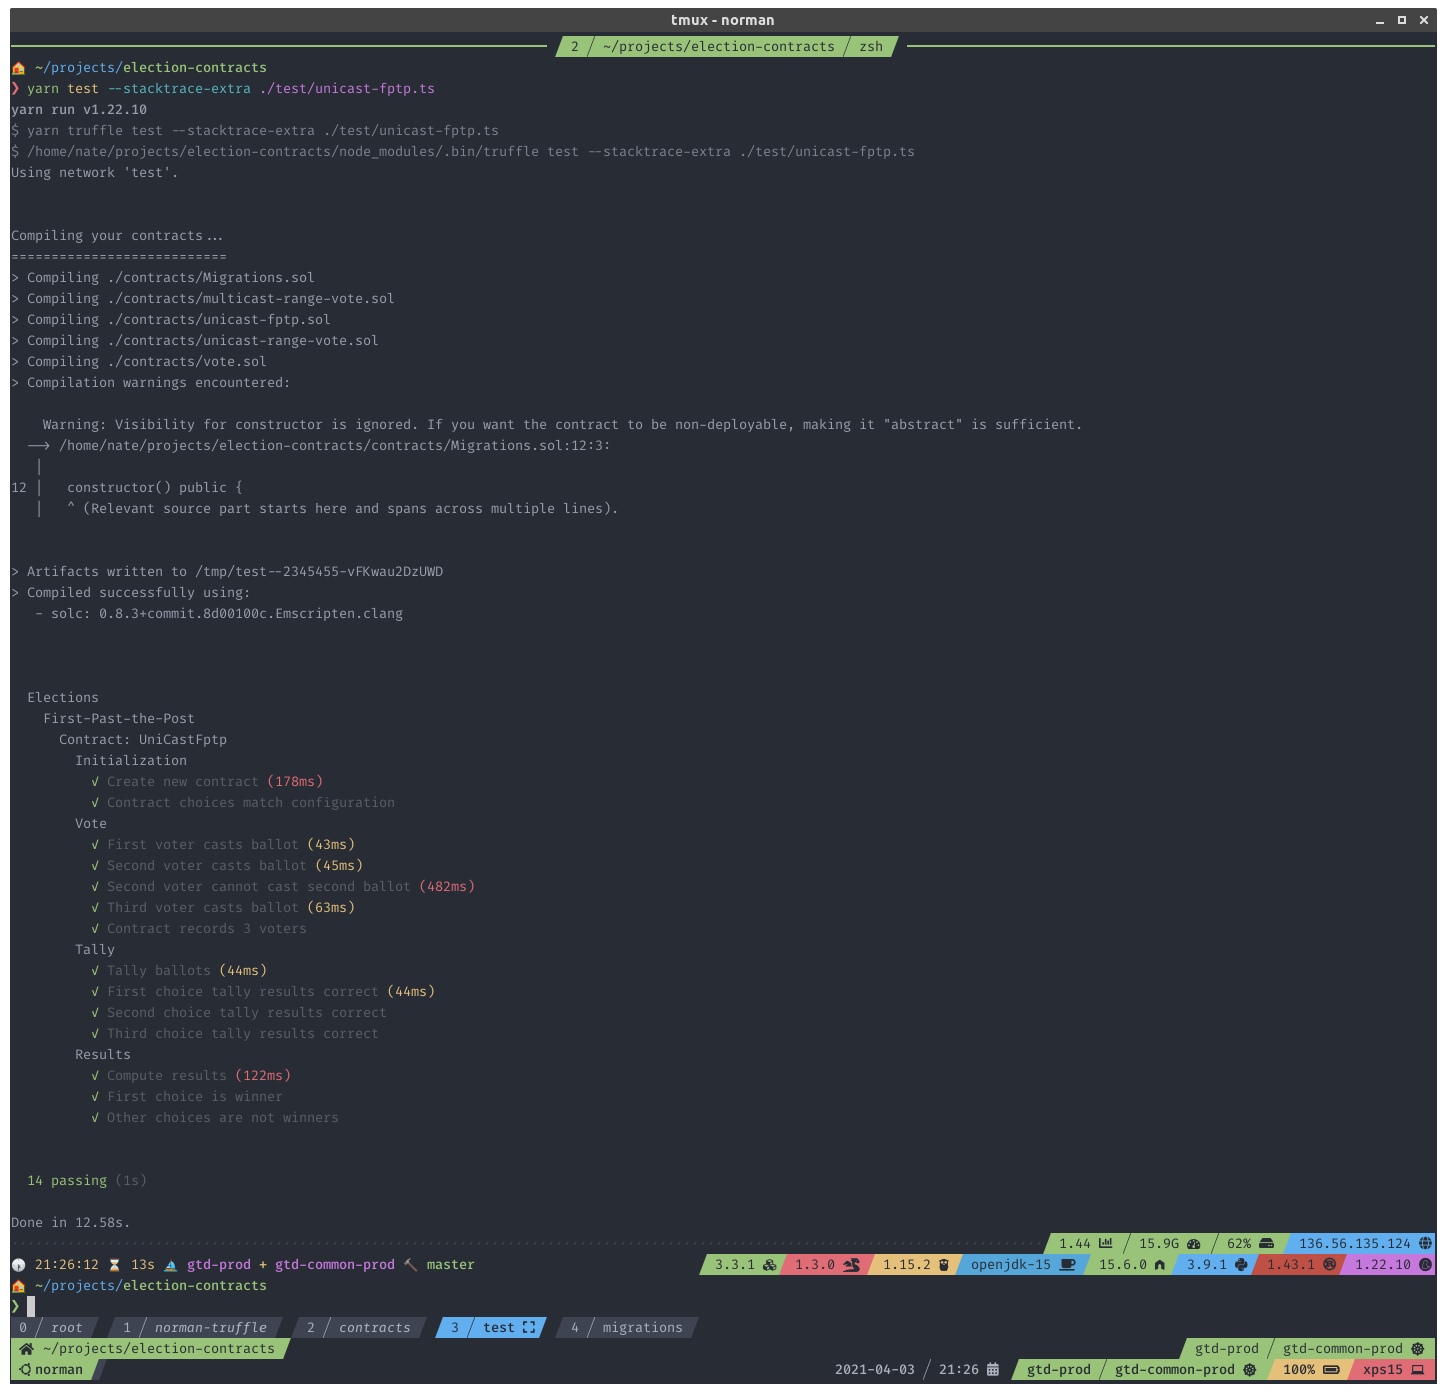 tmux - norman
2 ~/projects/election-contracts zsh
~/projects/election-contracts
❯ yarn test --stacktrace-extra ./test/unicast-fptp.ts
yarn run v1.22.10
$ yarn truffle test --stacktrace-extra ./test/unicast-fptp.ts
$ /home/nate/projects/election-contracts/node_modules/.bin/truffle test --stacktrace-extra ./test/unicast-fptp.ts
Using network 'test'.
Compiling your contracts...
===========================
> Compiling ./contracts/Migrations.sol
> Compiling ./contracts/multicast-range-vote.sol
> Compiling ./contracts/unicast-fptp.sol
> Compiling ./contracts/unicast-range-vote.sol
> Compiling ./contracts/vote.sol
> Compilation warnings encountered:
Warning: Visibility for constructor is ignored. If you want the contract to be non-deployable, making it "abstract" is sufficient.
--> /home/nate/projects/election-contracts/contracts/Migrations.sol:12:3:
|
12 |   constructor() public {
|   ^ (Relevant source part starts here and spans across multiple lines).
> Artifacts written to /tmp/test--2345455-vFKwau2DzUWD
> Compiled successfully using:
- solc: 0.8.3+commit.8d00100c.Emscripten.clang
Elections
First-Past-the-Post
Contract: UniCastFptp
Initialization
√ Create new contract (178ms)
√ Contract choices match configuration
Vote
√ First voter casts ballot (43ms)
√ Second voter casts ballot (45ms)
√ Second voter cannot cast second ballot (482ms)
√ Third voter casts ballot (63ms)
√ Contract records 3 voters
Tally
√ Tally ballots (44ms)
√ First choice tally results correct (44ms)
√ Second choice tally results correct
√ Third choice tally results correct
Results
√ Compute results (122ms)
√ First choice is winner
√ Other choices are not winners
14 passing (1s)
Done in 12.58s.
1.44 15.9G 62% 136.56.135.124
21:26:12 13s gtd-prod + gtd-common-prod master 3.3.1 1.3.0 1.15.2 openjdk-15 15.6.0 3.9.1 1.43.1 1.22.10
~/projects/election-contracts
❯
0 root 1 norman-truffle 2 contracts 3 test 4 migrations
~/projects/election-contracts gtd-prod gtd-common-prod
norman 2021-04-03 21:26 gtd-prod gtd-common-prod 100% xps15